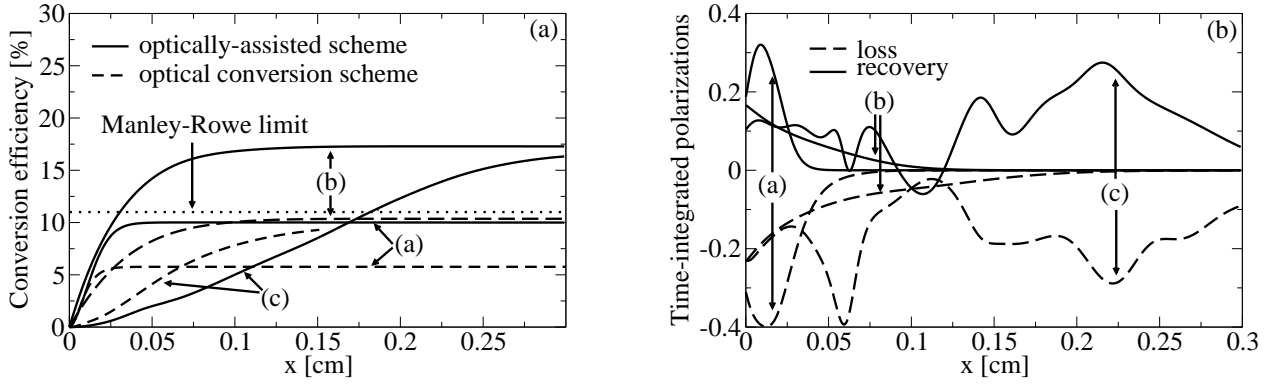 (a)
optically-assisted scheme
optical conversion scheme
Manley-Rowe limit
(b)
(a)
(c)
30
25
20
15
10
5
0
0 0.05 0.1 0.15 0.2 0.25
x [cm]
Conversion efficiency [%]
(b)
loss
recovery
(b)
(a)
(c)
0.4
0.2
0
-0.2
-0.4
0 0.05 0.1 0.15 0.2 0.25 0.3
x [cm]
Time-integrated polarizations